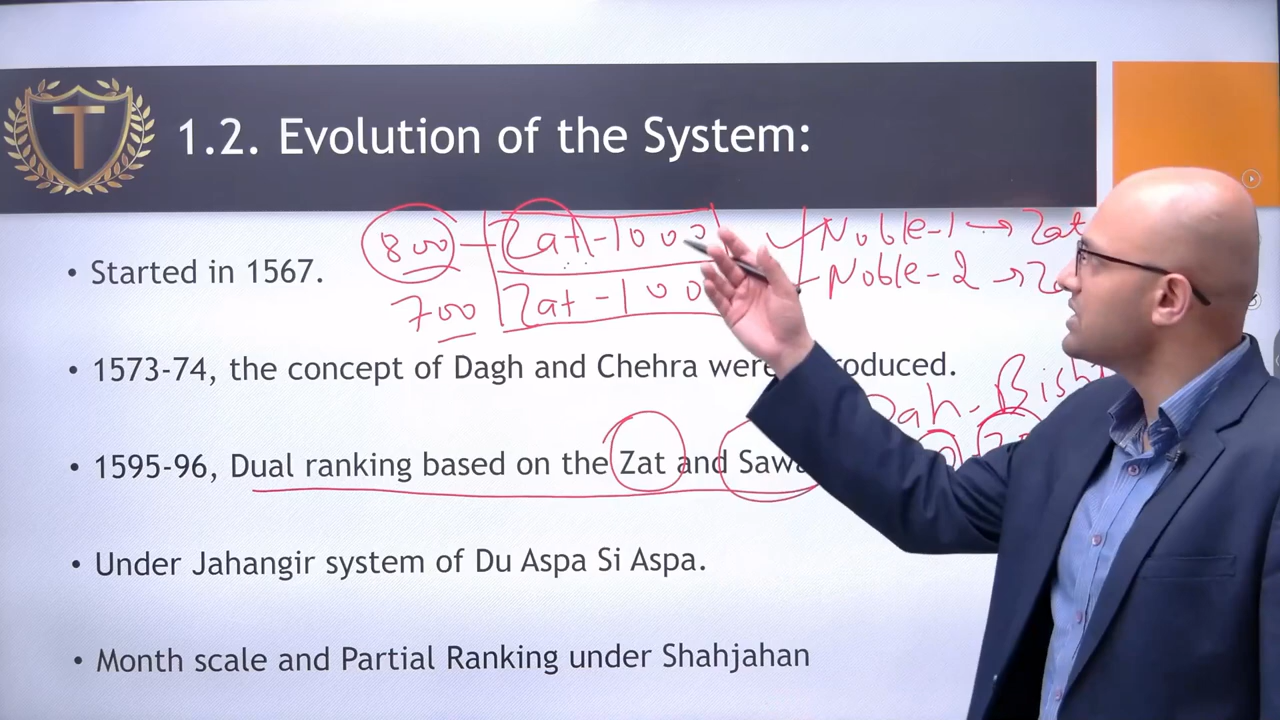 T
1.2. Evolution of the System:
800 - Zat - 1000 Noble-1 → Zat
• Started in 1567.
700 Zat - 100 Noble-2 →
• 1573-74, the concept of Dagh and Chehra were
Dah - Bisti
• 1595-96, Dual ranking based on the Zat and
• Under Jahangir system of Du Aspa Si Aspa.
• Month scale and Partial Ranking under Shahjahan